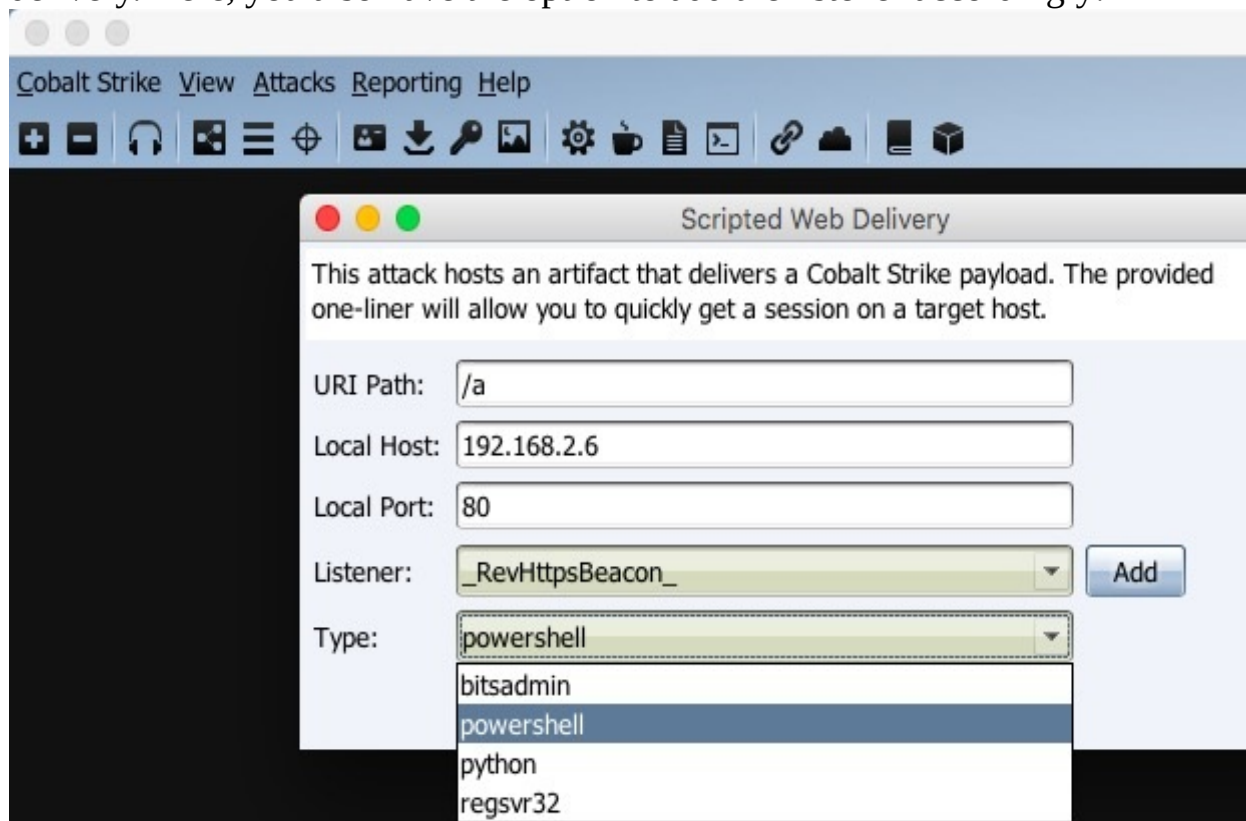 Cobalt Strike View Attacks Reporting Help
Scripted Web Delivery
This attack hosts an artifact that delivers a Cobalt Strike payload. The provided
one-liner will allow you to quickly get a session on a target host.
URI Path: /a
Local Host: 192.168.2.6
Local Port: 80
Listener: _RevHttpsBeacon_ Add
Type: powershell
bitsadmin
powershell
python
regsvr32